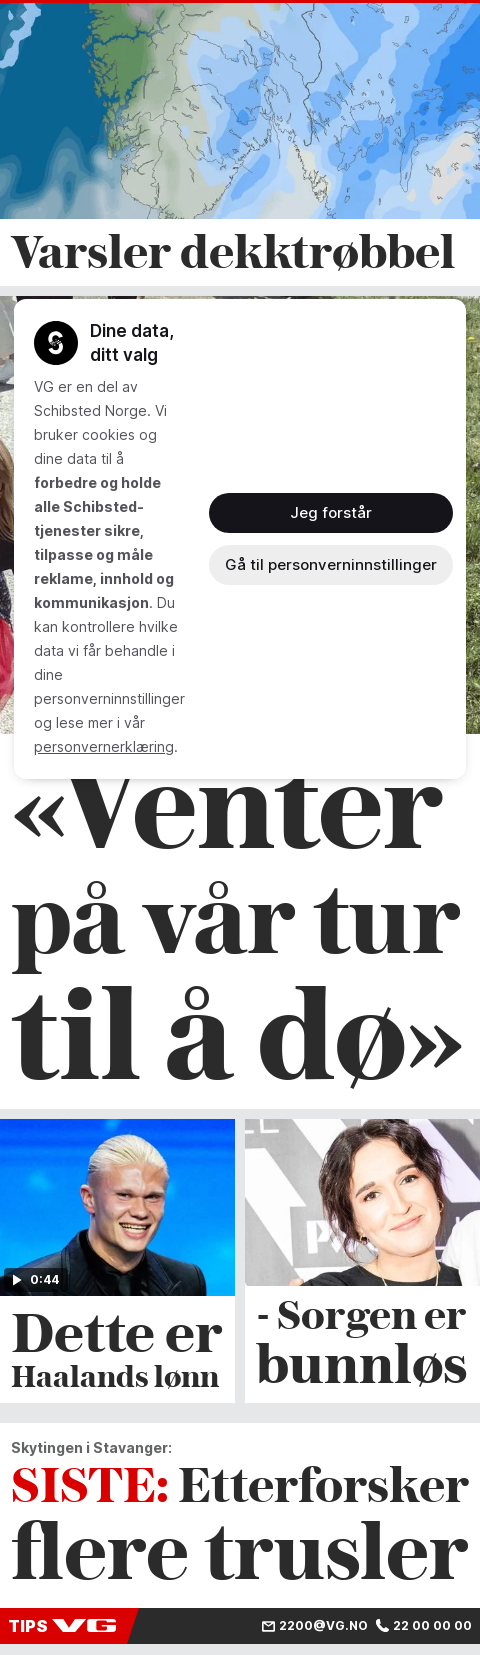 Varsler dekktrøbbel
Dine data,
ditt valg
VG er en del av
Schibsted Norge. Vi
bruker cookies og
dine data til å
forbedre og holde
alle Schibsted-
tjenester sikre,
tilpasse og måle
reklame, innhold og
kommunikasjon. Du
kan kontrollere hvilke
data vi får behandle i
dine
personverninnstillinger
og lese mer i vår
personvernerklæring.
Jeg forstår
Gå til personverninnstillinger
«Venter
på vår tur
til å dø»
0:44
Dette er
Haalands lønn
- Sorgen er
bunnløs
Skytingen i Stavanger:
SISTE: Etterforsker
flere trusler
TIPS VG 2200@VG.NO 22 00 00 00